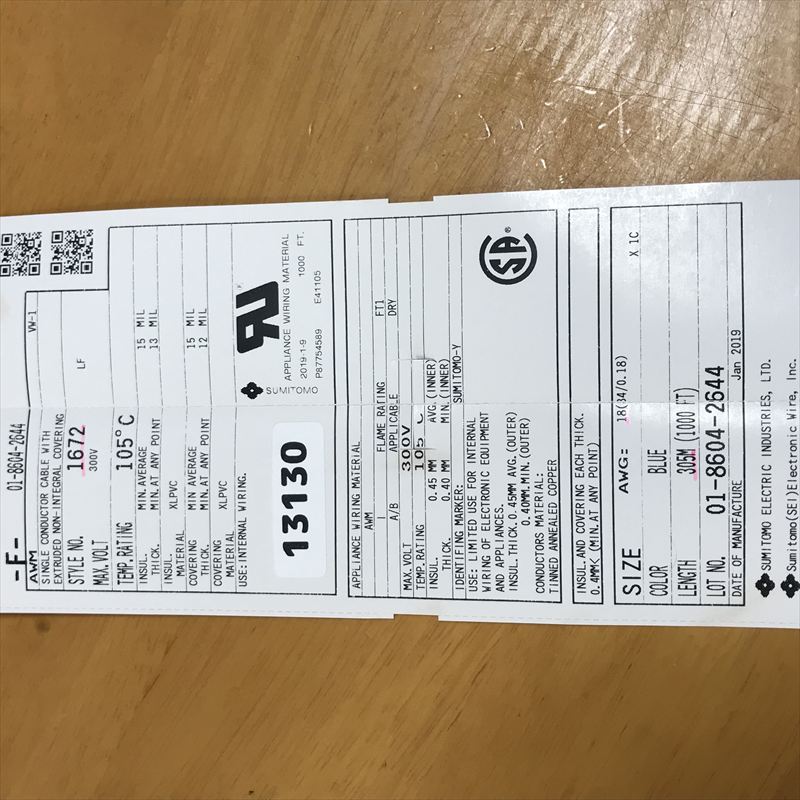 -F- 01-8604-2644
AWM VW-1
SINGLE CONDUCTOR CABLE WITH
EXTRUDED NON-INTEGRAL COVERING
LF
STYLE NO. 1672
MAX.VOLT 300V
TEMP.RATING 105°C
INSUL. MIN.AVERAGE 15 MIL
THICK. MIN.AT ANY POINT 13 MIL
INSUL. XLPVC
MATERIAL
COVERING MIN.AVERAGE 15 MIL
THICK. MIN.AT ANY POINT 12 MIL
COVERING XLPVC
MATERIAL
USE:INTERNAL WIRING.
SUMITOMO
APPLIANCE WIRING MATERIAL
2019-1-9 1000 FT.
P87754589 E41105
13130
APPLIANCE WIRING MATERIAL
AWM
I FLAME RATING FT1
A/B APPLICABLE DRY
MAX.VOLT 300V
TEMP.RATING 105°C
INSUL. 0.45 MM AVG.(INNER)
THICK. 0.40 MM MIN.(INNER)
IDENTIFYING MARKER: SUMITOMO-Y
USE: LIMITED USE FOR INTERNAL
WIRING OF ELECTRONIC EQUIPMENT
AND APPLIANCES.
INSUL.THICK.0.45MM AVG.(OUTER)
0.40MM.MIN.(OUTER)
CONDUCTORS MATERIAL:
TINNED ANNEALED COPPER
SA®
INSUL.AND COVERING EACH THICK.
0.4MMK (MIN.AT ANY POINT)
SIZE AWG: 18(34/0.18) X 1C
COLOR BLUE
LENGTH 305M (1000 FT)
LOT NO. 01-8604-2644
DATE OF MANUFACTURE Jan 2019
SUMITOMO ELECTRIC INDUSTRIES, LTD.
Sumitomo(SEI)Electronic Wire, Inc.